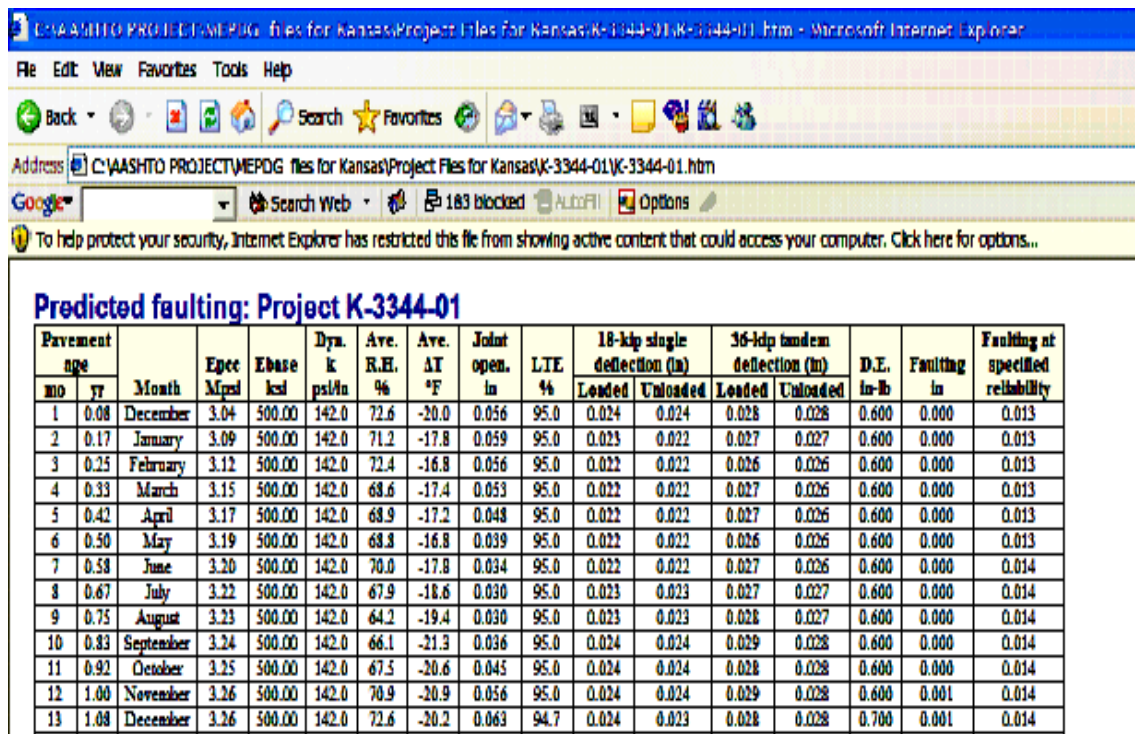 C:\AASHTO PROJECT\MEPDG files for Kansas\Project Files for Kansas\K-3344-01\K-3344-01.htm - Microsoft Internet Explorer
File Edit View Favorites Tools Help
Back Search Favorites
Address C:\AASHTO PROJECT\MEPDG files for Kansas\Project Files for Kansas\K-3344-01\K-3344-01.htm
Google Search Web 183 blocked AutoFill Options
To help protect your security, Internet Explorer has restricted this file from showing active content that could access your computer. Click here for options...
Predicted faulting: Project K-3344-01
Pavement Dyn. Ave. Ave. Joint 18-kip single 36-kip tandem Faulting at
age Epcc Ebase k R.H. ΔT open. LTE deflection (in) deflection (in) D.E. Faulting specified
mo yr Month Mpsi ksi psi/in % °F in % Loaded Unloaded Loaded Unloaded in-lb in reliability
1 0.08 December 3.04 500.00 142.0 72.6 -20.0 0.056 95.0 0.024 0.024 0.028 0.028 0.600 0.000 0.013
2 0.17 January 3.09 500.00 142.0 71.2 -17.8 0.059 95.0 0.023 0.022 0.027 0.027 0.600 0.000 0.013
3 0.25 February 3.12 500.00 142.0 72.4 -16.8 0.056 95.0 0.022 0.022 0.026 0.026 0.600 0.000 0.013
4 0.33 March 3.15 500.00 142.0 68.6 -17.4 0.053 95.0 0.022 0.022 0.027 0.026 0.600 0.000 0.013
5 0.42 April 3.17 500.00 142.0 68.9 -17.2 0.048 95.0 0.022 0.022 0.027 0.026 0.600 0.000 0.013
6 0.50 May 3.19 500.00 142.0 68.8 -16.8 0.039 95.0 0.022 0.022 0.026 0.026 0.600 0.000 0.013
7 0.58 June 3.20 500.00 142.0 70.0 -17.8 0.034 95.0 0.022 0.022 0.027 0.026 0.600 0.000 0.014
8 0.67 July 3.22 500.00 142.0 67.9 -18.6 0.030 95.0 0.023 0.023 0.027 0.027 0.600 0.000 0.014
9 0.75 August 3.23 500.00 142.0 64.2 -19.4 0.030 95.0 0.023 0.023 0.028 0.027 0.600 0.000 0.014
10 0.83 September 3.24 500.00 142.0 66.1 -21.3 0.036 95.0 0.024 0.024 0.029 0.028 0.600 0.000 0.014
11 0.92 October 3.25 500.00 142.0 67.5 -20.6 0.045 95.0 0.024 0.024 0.028 0.028 0.600 0.000 0.014
12 1.00 November 3.26 500.00 142.0 70.9 -20.9 0.056 95.0 0.024 0.024 0.029 0.028 0.600 0.001 0.014
13 1.08 December 3.26 500.00 142.0 72.6 -20.2 0.063 94.7 0.024 0.023 0.028 0.028 0.700 0.001 0.014